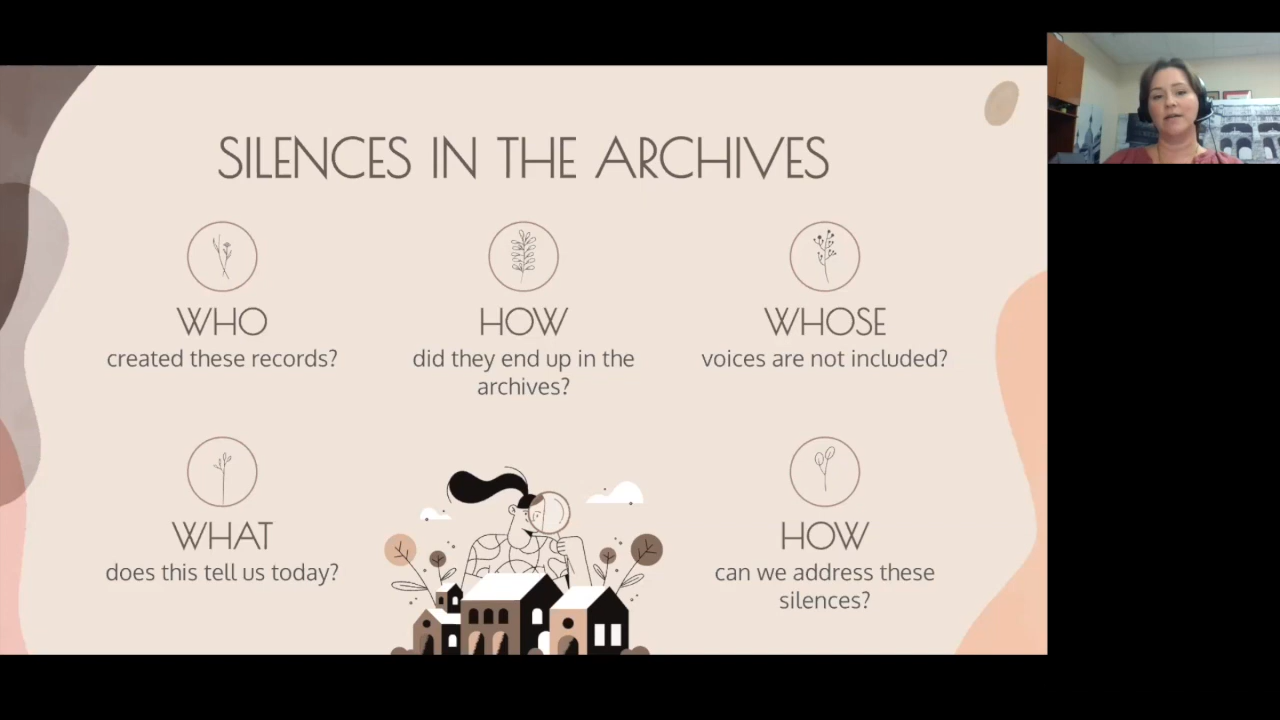 SILENCES IN THE ARCHIVES
WHO
created these records?
HOW
did they end up in the
archives?
WHOSE
voices are not included?
WHAT
does this tell us today?
HOW
can we address these
silences?